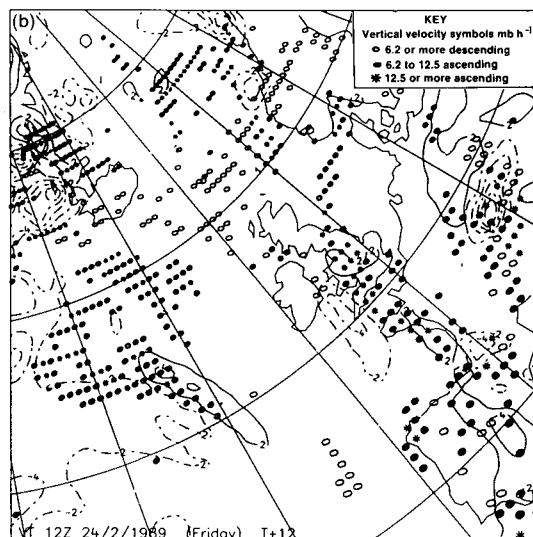 (b)
KEY
Vertical velocity symbols mb h⁻¹
6.2 or more descending
6.2 to 12.5 ascending
12.5 or more ascending
VT 12Z 24/2/1989 (Friday) T+12